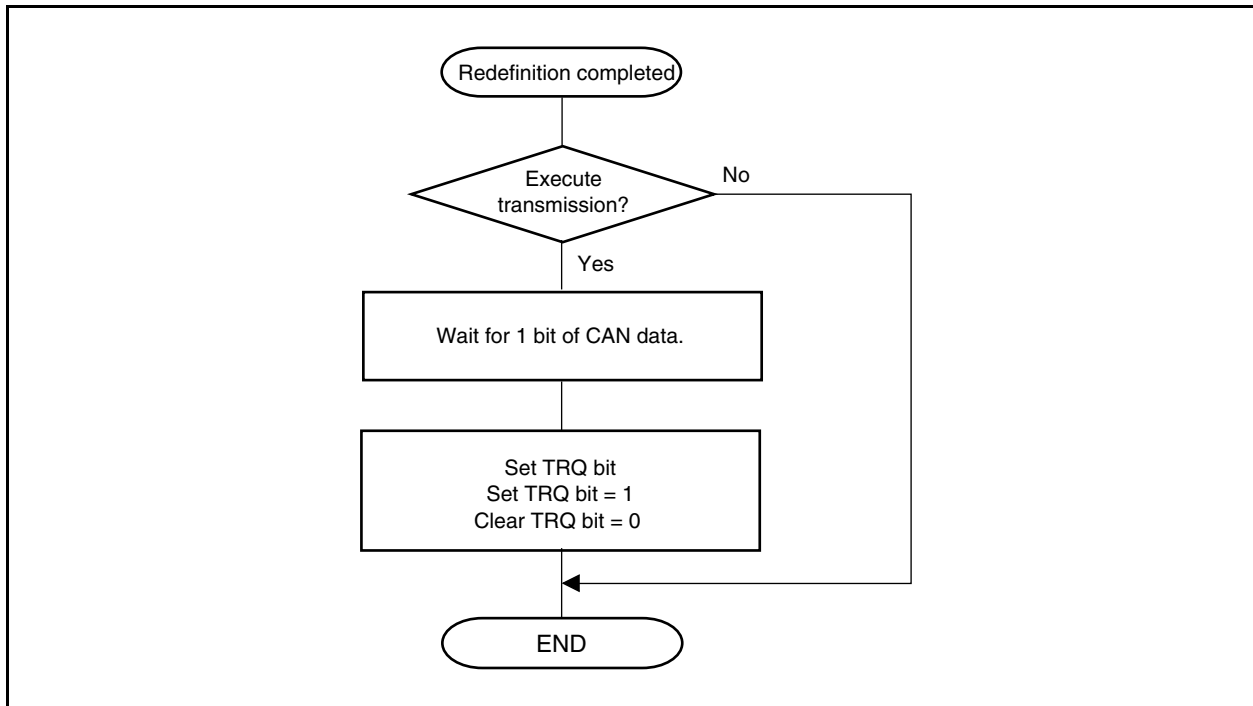 Redefinition completed
Execute
transmission?
No
Yes
Wait for 1 bit of CAN data.
Set TRQ bit
Set TRQ bit = 1
Clear TRQ bit = 0
END